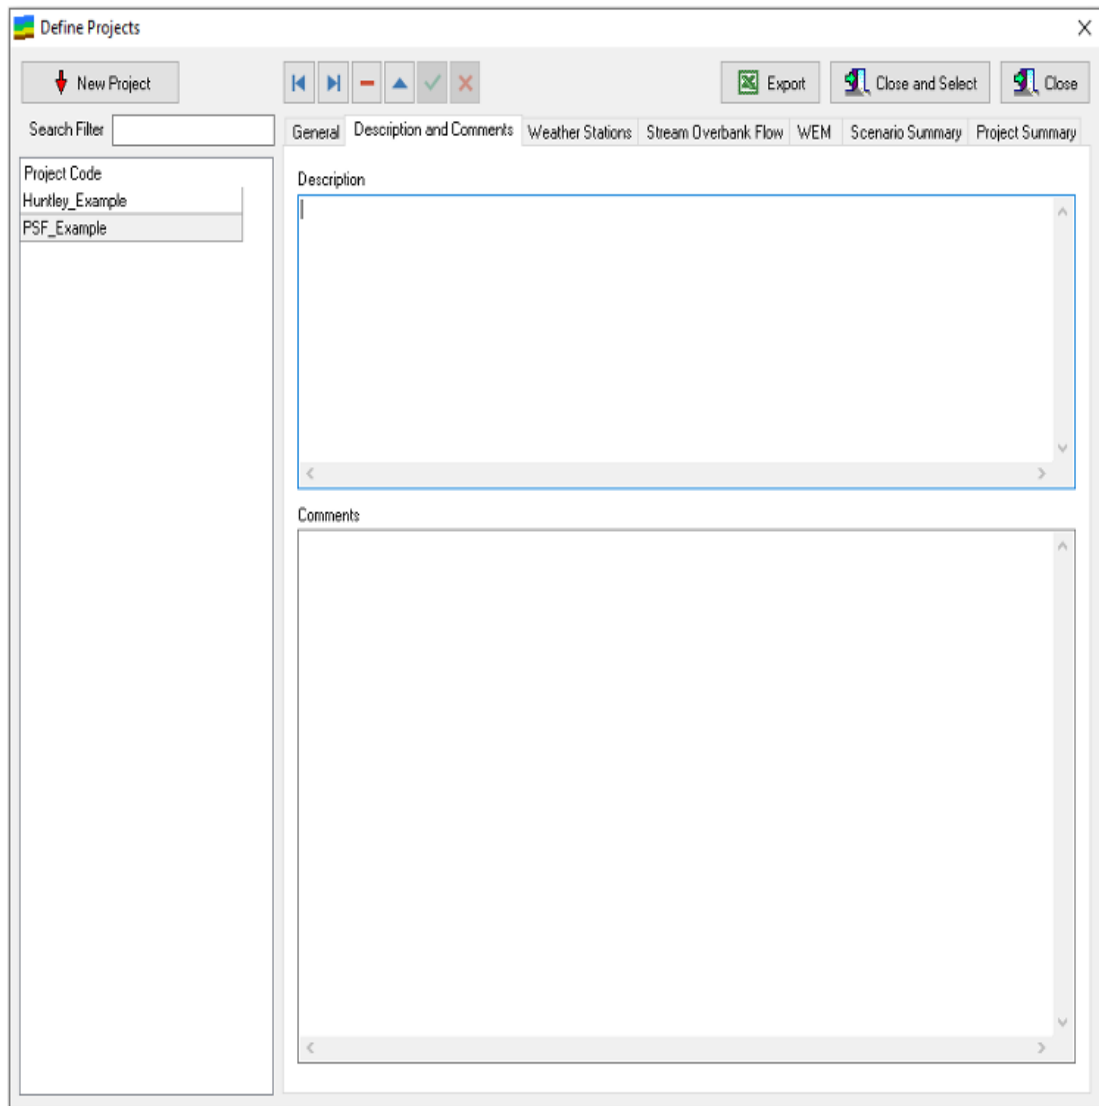 Define Projects
New Project
Export
Close and Select
Close
Search Filter
General
Description and Comments
Weather Stations
Stream Overbank Flow
WEM
Scenario Summary
Project Summary
Project Code
Huntley_Example
PSF_Example
Description
Comments